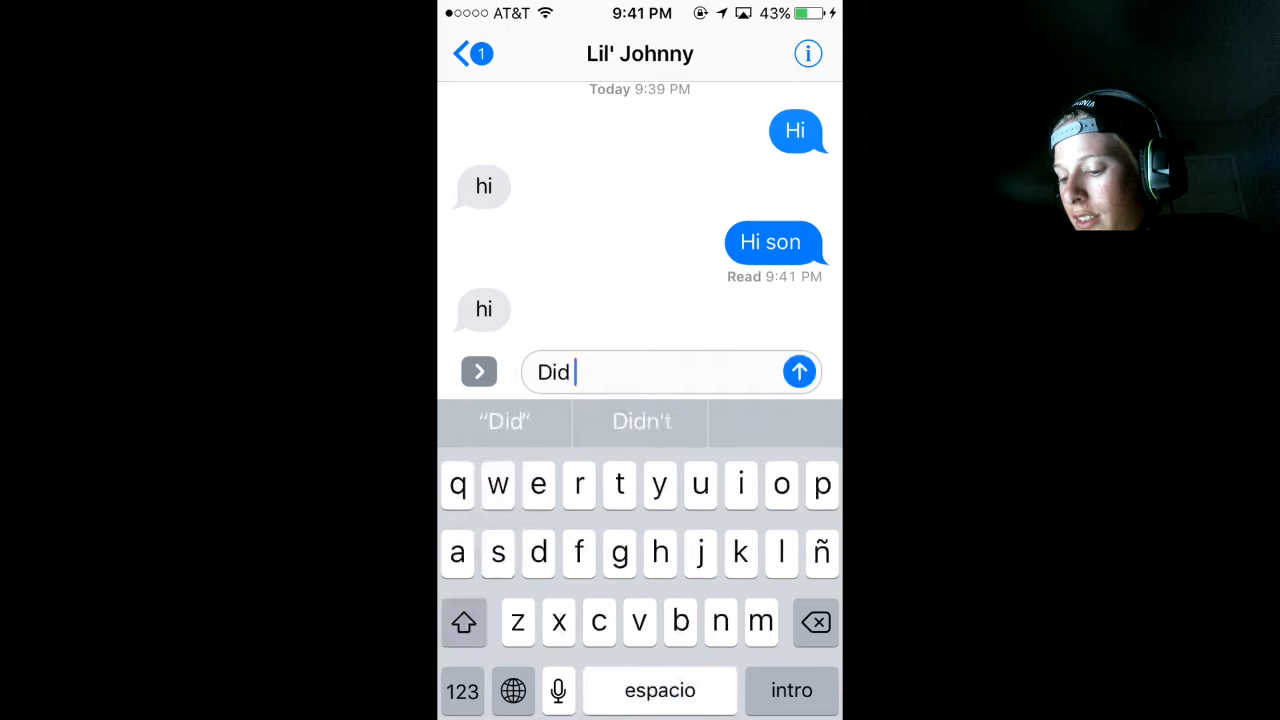 AT&T 9:41 PM 43%
1 Lil' Johnny
Today 9:39 PM
Hi
hi
Hi son
Read 9:41 PM
hi
Did
“Did” Didn't
q w e r t y u i o p
a s d f g h j k l ñ
z x c v b n m
123 espacio intro